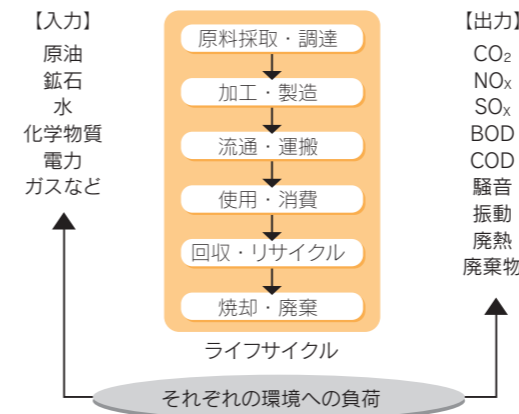 【入力】
原油
鉱石
水
化学物質
電力
ガスなど
原料採取・調達
加工・製造
流通・運搬
使用・消費
回収・リサイクル
焼却・廃棄
ライフサイクル
【出力】
CO₂
NOx
SOx
BOD
COD
騒音
振動
廃熱
廃棄物
それぞれの環境への負荷